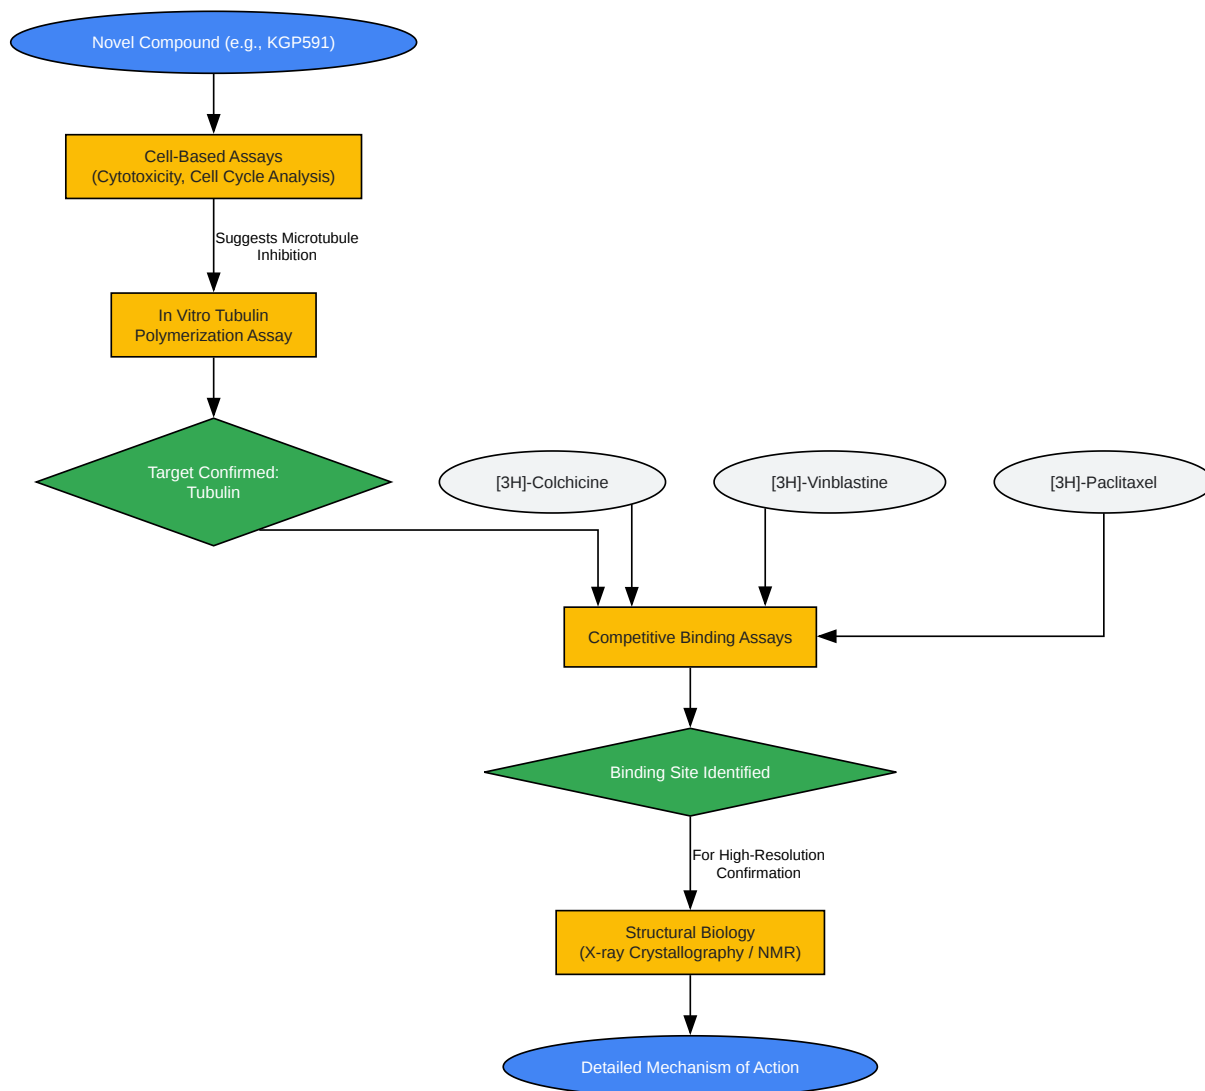 Novel Compound (e.g., KGP591)
Cell-Based Assays
(Cytotoxicity, Cell Cycle Analysis)
Suggests Microtubule
Inhibition
In Vitro Tubulin
Polymerization Assay
Target Confirmed:
Tubulin
[3H]-Colchicine
[3H]-Vinblastine
[3H]-Paclitaxel
Competitive Binding Assays
Binding Site Identified
For High-Resolution
Confirmation
Structural Biology
(X-ray Crystallography / NMR)
Detailed Mechanism of Action